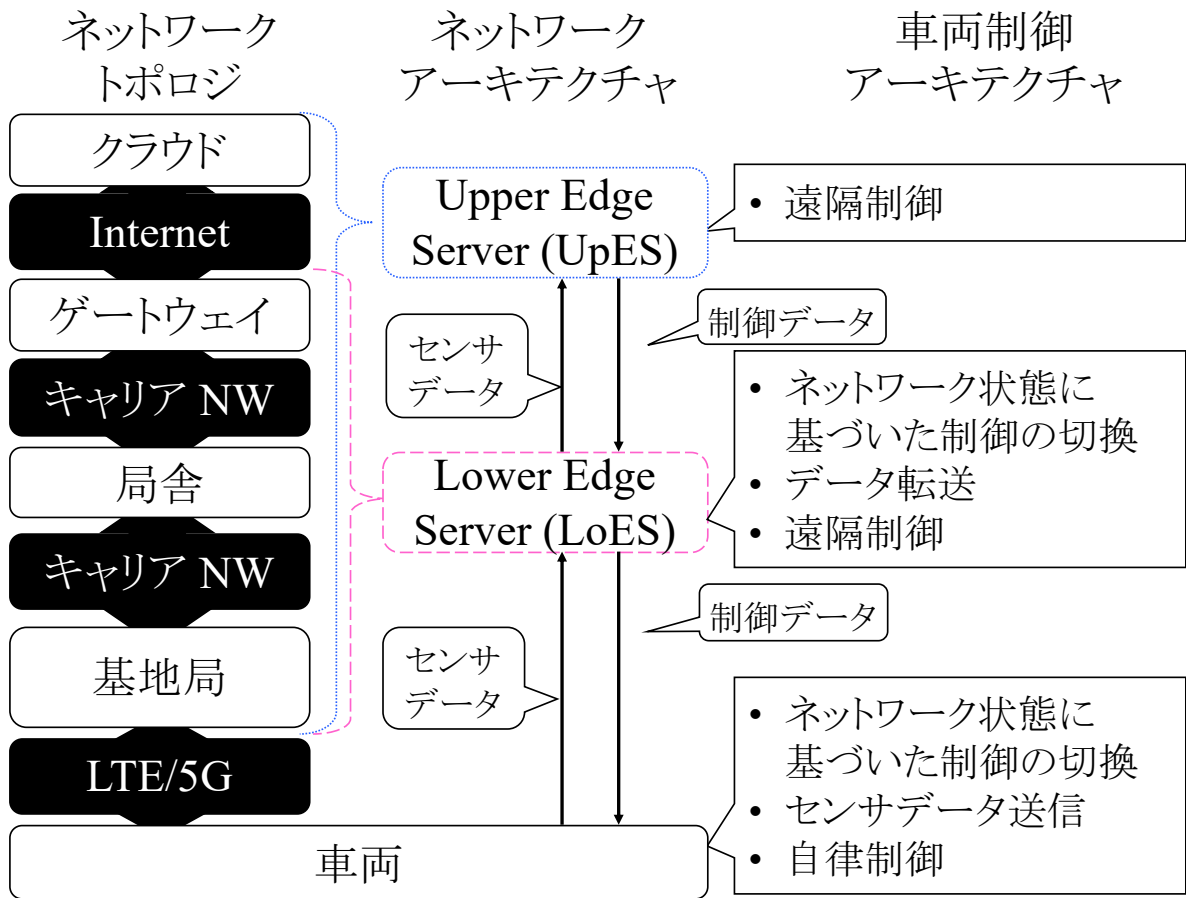 ネットワーク
トポロジ
ネットワーク
アーキテクチャ
車両制御
アーキテクチャ
クラウド
Internet
ゲートウェイ
キャリア NW
局舎
キャリア NW
基地局
LTE/5G
車両
Upper Edge
Server (UpES)
センサ
データ
制御データ
Lower Edge
Server (LoES)
センサ
データ
制御データ
• 遠隔制御
• ネットワーク状態に
基づいた制御の切換
• データ転送
• 遠隔制御
• ネットワーク状態に
基づいた制御の切換
• センサデータ送信
• 自律制御